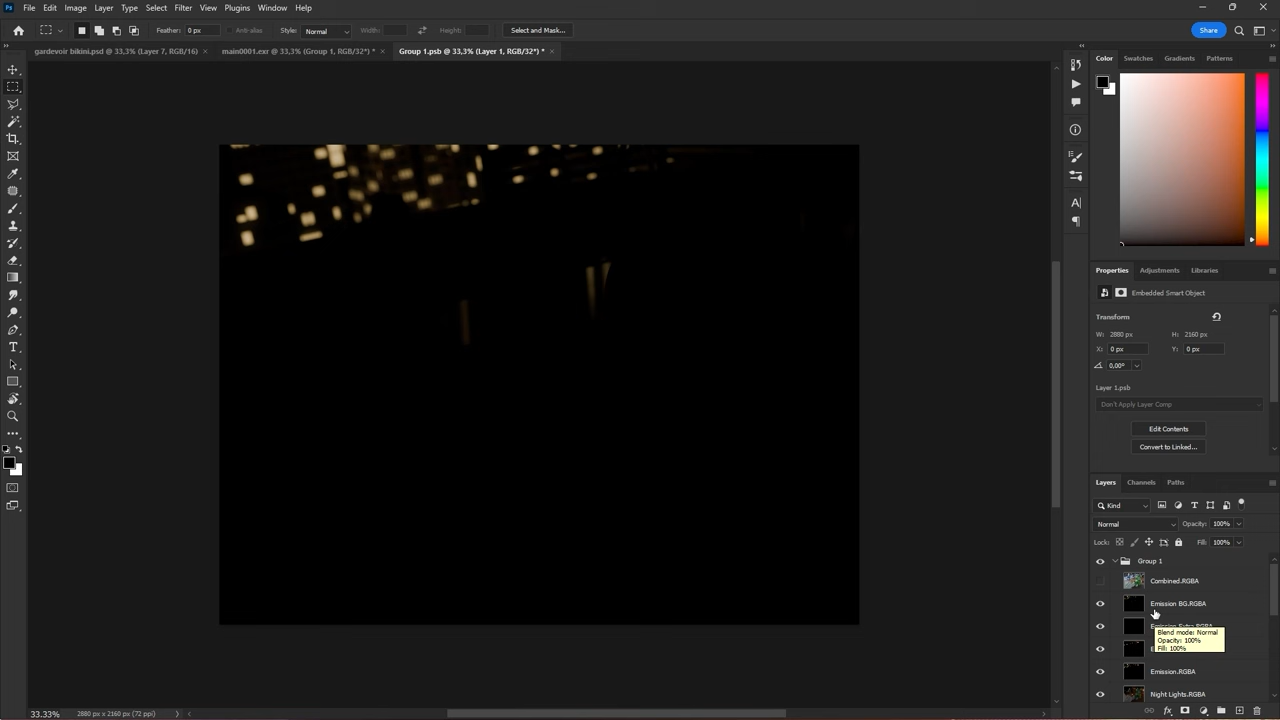 Ps File Edit Image Layer Type Select Filter View Plugins Window Help
Feather: 0 px Anti-alias Style: Normal Width: Height: Select and Mask... Share
gardevoir bikini.psd @ 33,3% (Layer 7, RGB/16) × main0001.exr @ 33,3% (Group 1, RGB/32*) * × Group 1.psb @ 33,3% (Layer 1, RGB/32*) * ×
Color Swatches Gradients Patterns
Properties Adjustments Libraries
Embedded Smart Object
Transform
W: 2880 px H: 2160 px
X: 0 px Y: 0 px
0,00°
Layer 1.psb
Don't Apply Layer Comp
Edit Contents
Convert to Linked...
Layers Channels Paths
Kind
Normal Opacity: 100%
Lock: Fill: 100%
Group 1
Combined.RGBA
Emission BG.RGBA
Emission Extra.RGBA
Blend mode: Normal
Opacity: 100%
Fill: 100%
Emission.RGBA
Night Lights.RGBA
33,33% 2880 px x 2160 px (72 ppi)